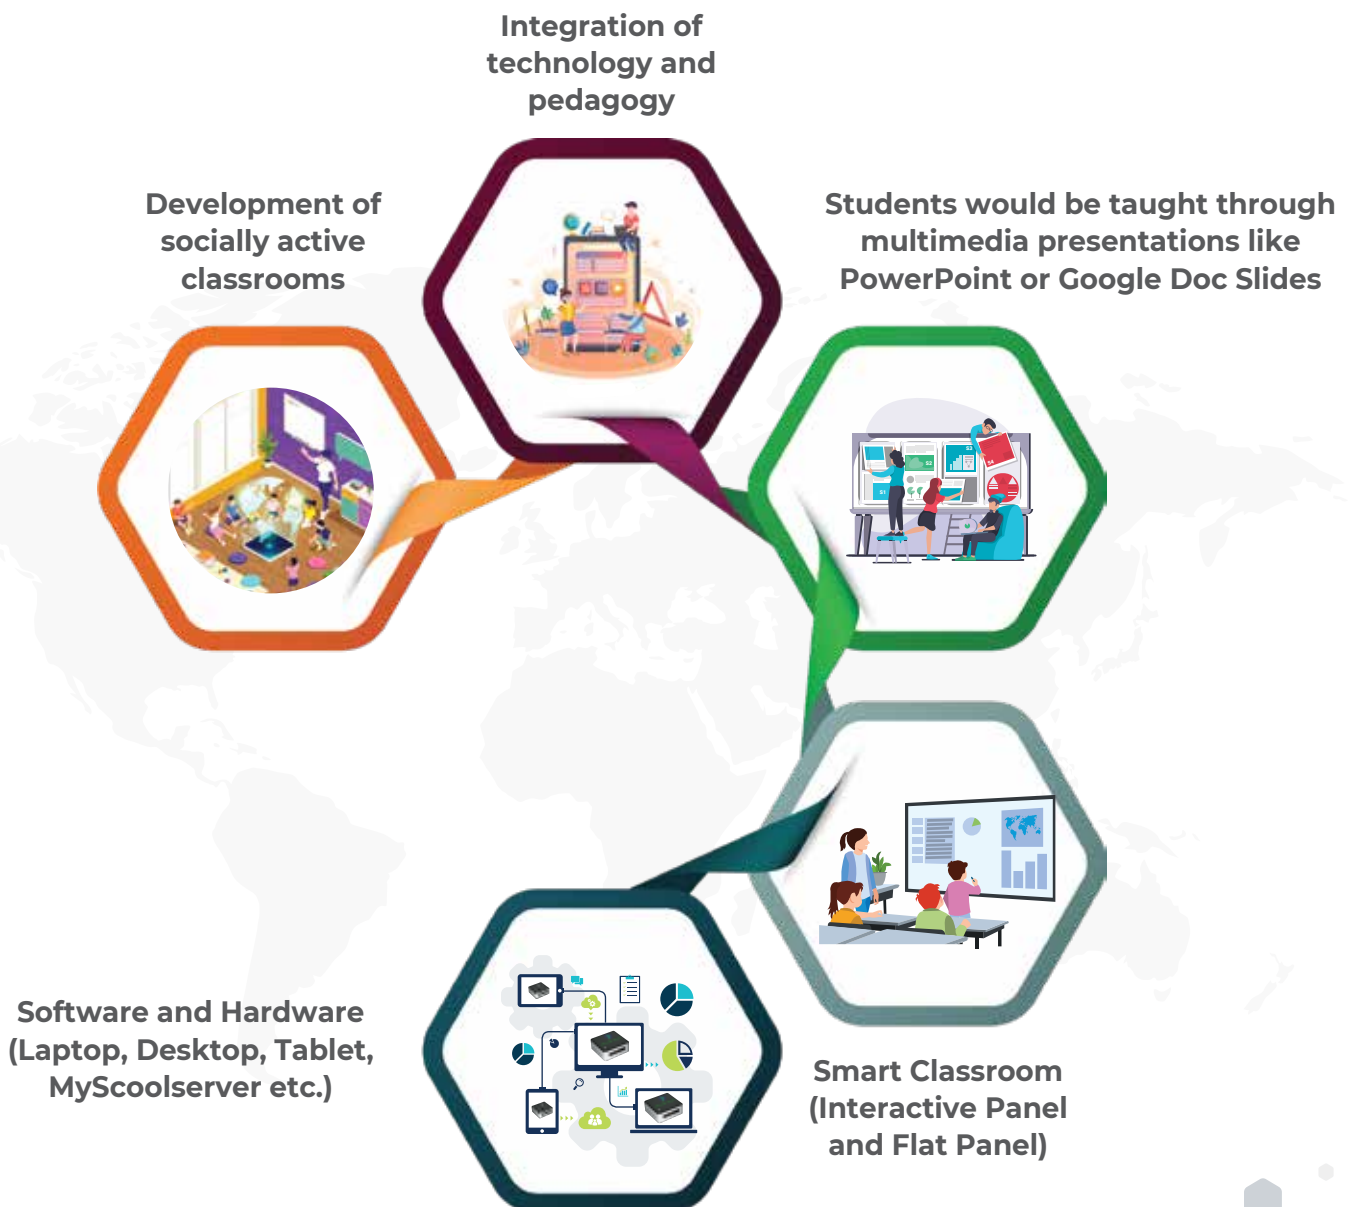 Integration of
technology and
pedagogy
Development of
socially active
classrooms
Students would be taught through
multimedia presentations like
PowerPoint or Google Doc Slides
Software and Hardware
(Laptop, Desktop, Tablet,
MyScoolserver etc.)
Smart Classroom
(Interactive Panel
and Flat Panel)